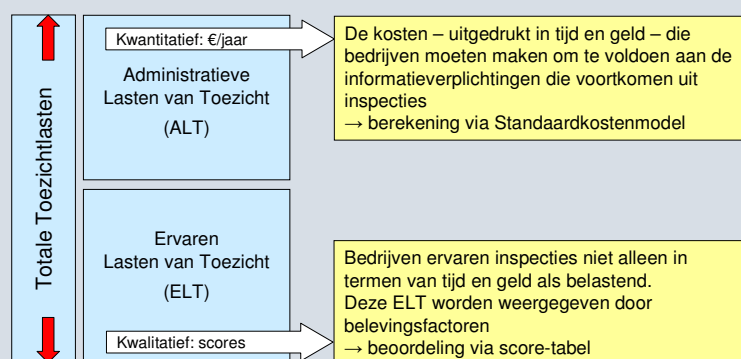 Totale Toezichtlasten
Kwantitatief: €/jaar
Administratieve
Lasten van Toezicht
(ALT)
De kosten – uitgedrukt in tijd en geld – die
bedrijven moeten maken om te voldoen aan de
informatieverplichtingen die voortkomen uit
inspecties
→ berekening via Standaardkostenmodel
Ervaren
Lasten van Toezicht
(ELT)
Kwalitatief: scores
Bedrijven ervaren inspecties niet alleen in
termen van tijd en geld als belastend.
Deze ELT worden weergegeven door
belevingsfactoren
→ beoordeling via score-tabel